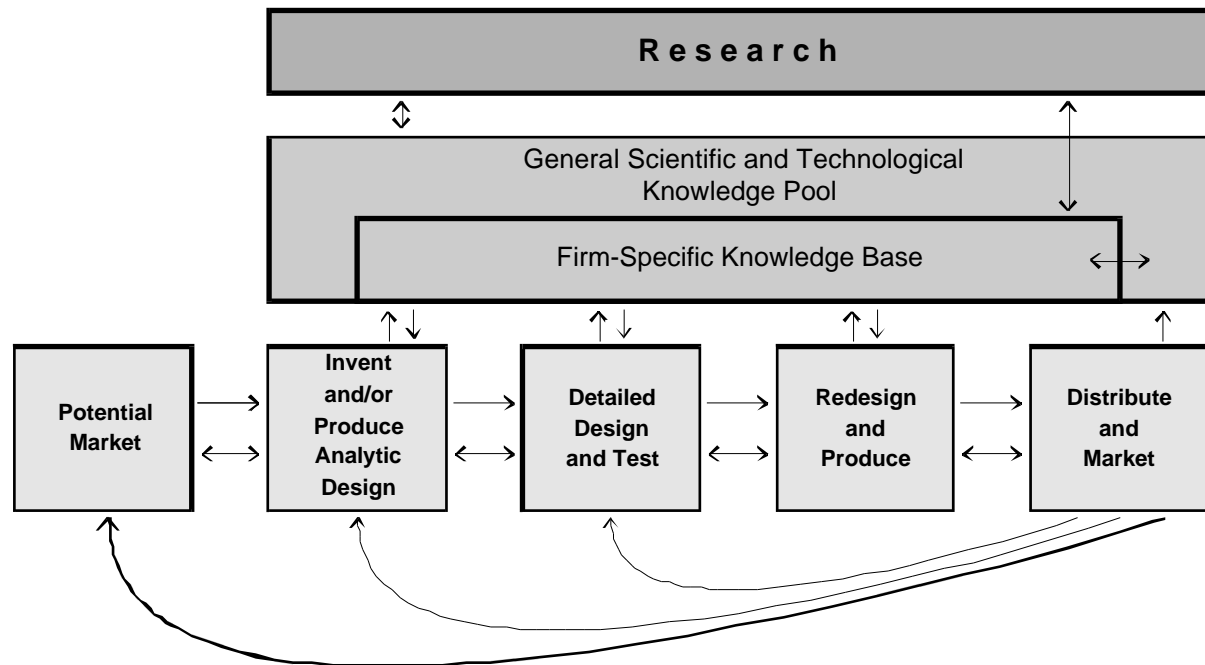 Research
General Scientific and Technological
Knowledge Pool
Firm-Specific Knowledge Base
Potential
Market
Invent
and/or
Produce
Analytic
Design
Detailed
Design
and Test
Redesign
and
Produce
Distribute
and
Market